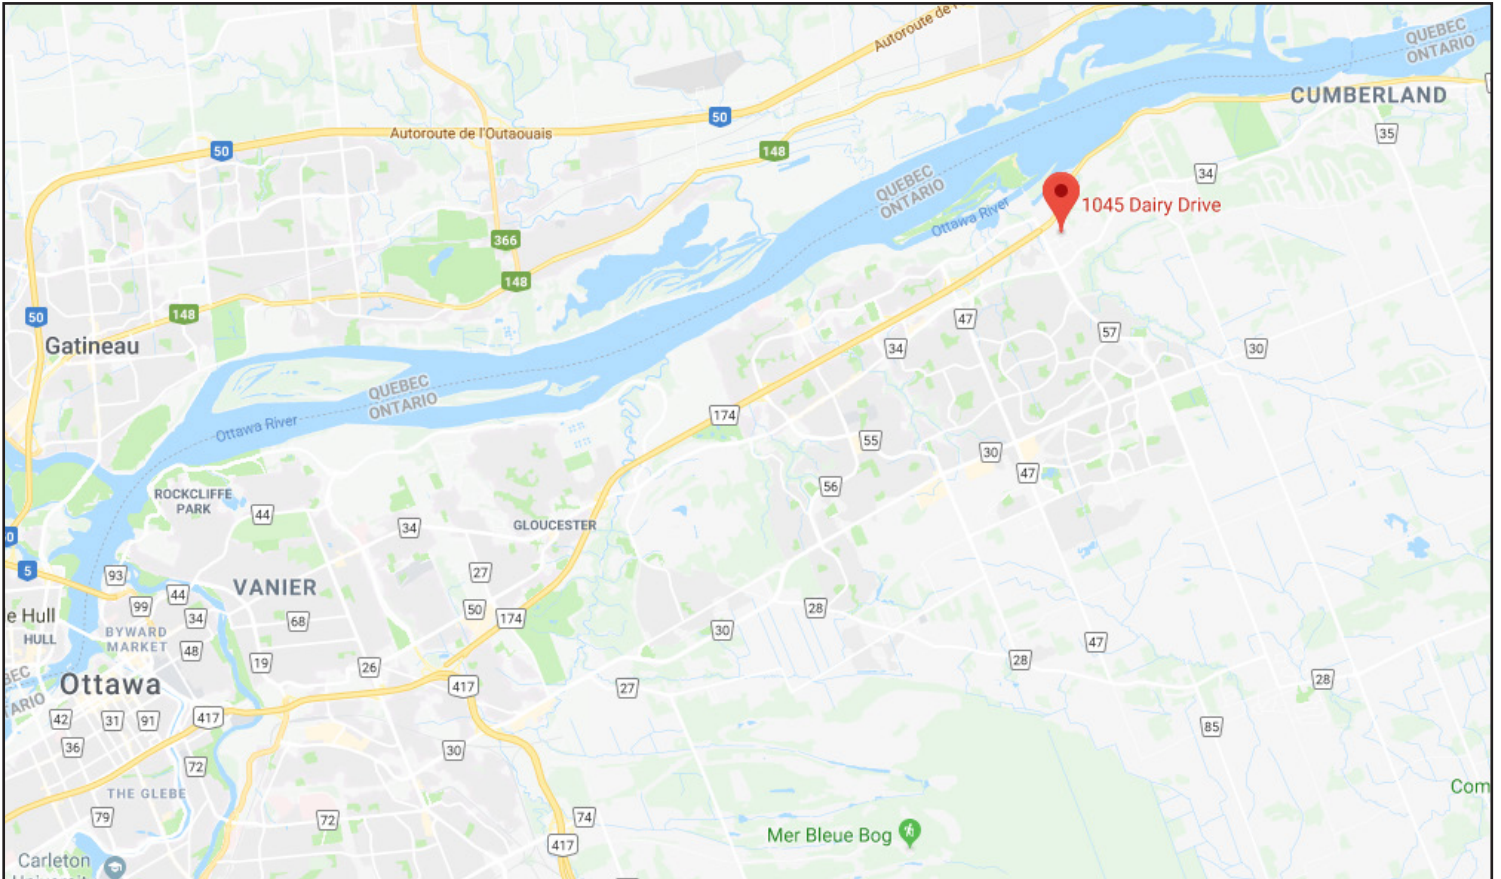 Autoroute de l'
QUEBEC
ONTARIO
CUMBERLAND
50
Autoroute de l'Outaouais
50
148
35
34
QUEBEC
ONTARIO
Ottawa River
1045 Dairy Drive
366
148
50
148
Gatineau
47
57
34
30
QUEBEC
ONTARIO
Ottawa River
174
55
30
47
56
ROCKCLIFFE
PARK
44
34
GLOUCESTER
5
93
VANIER
27
44
99
34
50
174
68
28
e Hull
HULL
BYWARD
MARKET
48
30
47
19
26
28
28
BEC
TARIO
Ottawa
417
27
42
31
91
417
85
36
30
72
THE GLEBE
Com
79
72
74
Mer Bleue Bog
417
Carleton